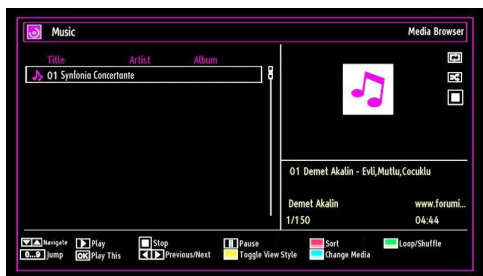 Music Media Browser
Title Artist Album
01 Synfonia Concertante
01 Demet Akalin - Evli,Mutlu,Cocuklu
Demet Akalin www.forumi...
1/150 04:44
Navigate Play Stop Pause Sort Loop/Shuffle
0...9 Jump OK Play This Previous/Next Toggle View Style Change Media